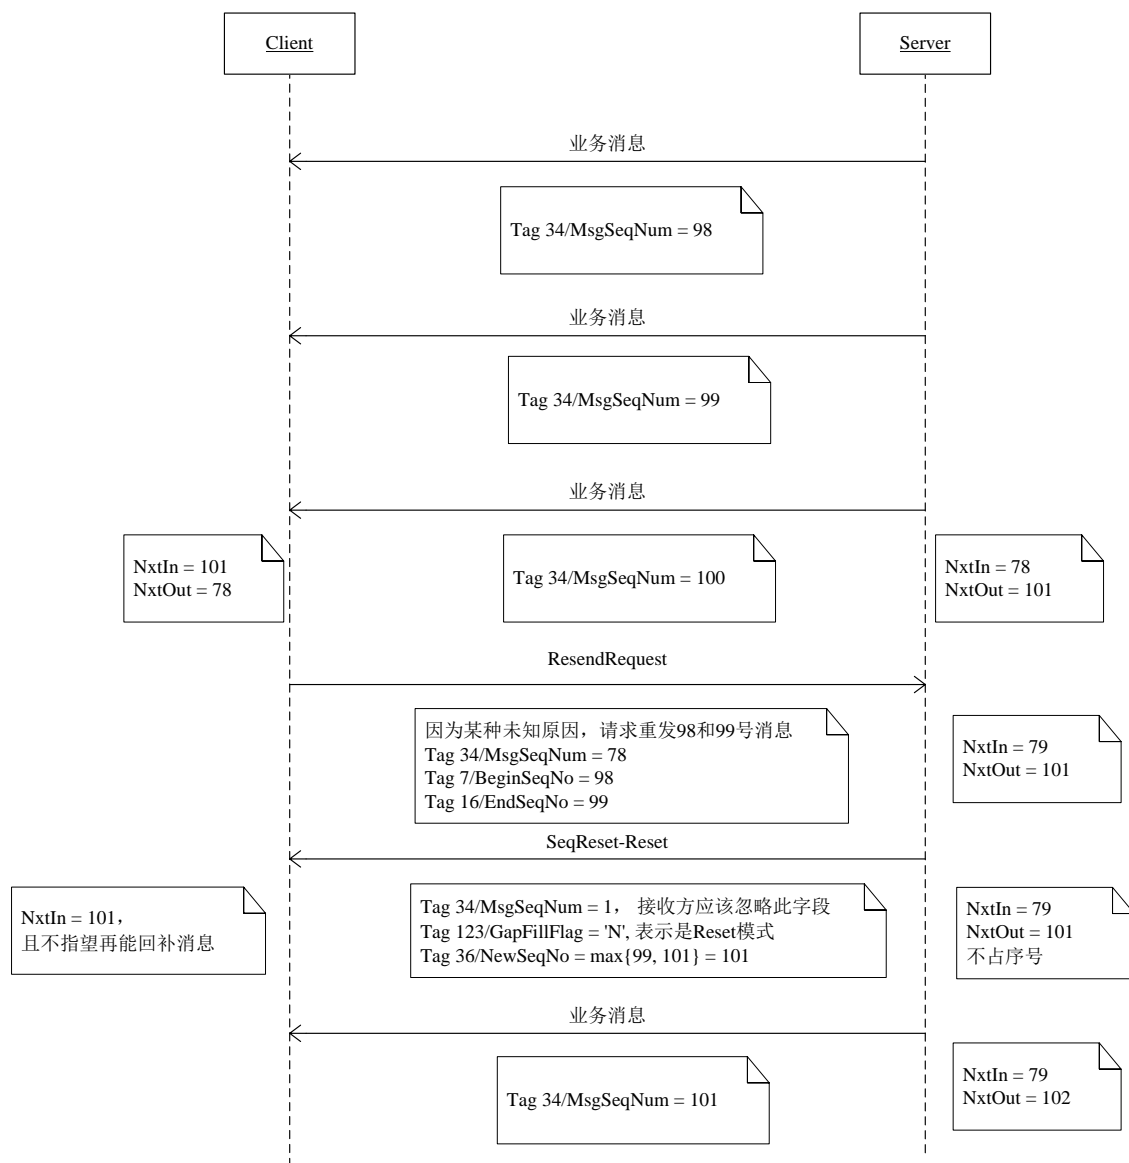 Client
Server
业务消息
Tag 34/MsgSeqNum = 98
业务消息
Tag 34/MsgSeqNum = 99
业务消息
NxtIn = 101
NxtOut = 78
Tag 34/MsgSeqNum = 100
NxtIn = 78
NxtOut = 101
ResendRequest
因为某种未知原因，请求重发98和99号消息
Tag 34/MsgSeqNum = 78
Tag 7/BeginSeqNo = 98
Tag 16/EndSeqNo = 99
NxtIn = 79
NxtOut = 101
SeqReset-Reset
NxtIn = 101，
且不指望再能回补消息
Tag 34/MsgSeqNum = 1， 接收方应该忽略此字段
Tag 123/GapFillFlag = 'N', 表示是Reset模式
Tag 36/NewSeqNo = max{99, 101} = 101
NxtIn = 79
NxtOut = 101
不占序号
业务消息
Tag 34/MsgSeqNum = 101
NxtIn = 79
NxtOut = 102